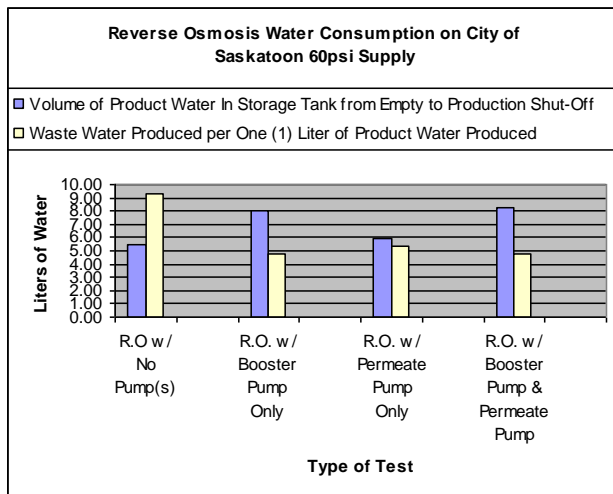 Reverse Osmosis Water Consumption on City of
Saskatoon 60psi Supply
Volume of Product Water In Storage Tank from Empty to Production Shut-Off
Waste Water Produced per One (1) Liter of Product Water Produced
Liters of Water
10.00
9.00
8.00
7.00
6.00
5.00
4.00
3.00
2.00
1.00
0.00
R.O w/
No
Pump(s)
R.O. w/
Booster
Pump
Only
R.O. w/
Permeate
Pump
Only
R.O. w/
Booster
Pump &
Permeate
Pump
Type of Test